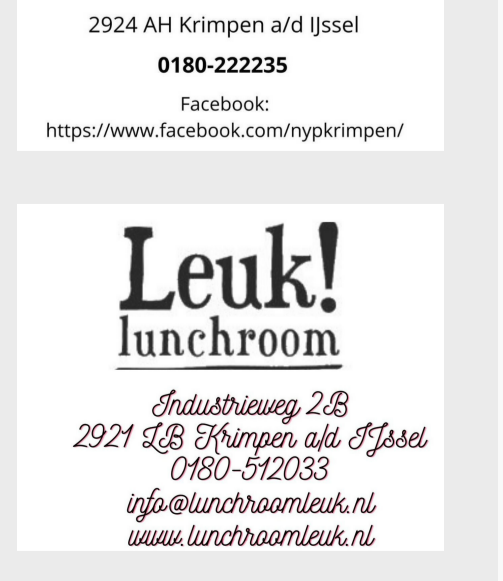 2924 AH Krimpen a/d IJssel
0180-222235
Facebook:
https://www.facebook.com/nypkrimpen/
Leuk!
lunchroom
Industrieweg 2B
2921 LB Krimpen a/d IJssel
0180-512033
info@lunchroomleuk.nl
www.lunchroomleuk.nl